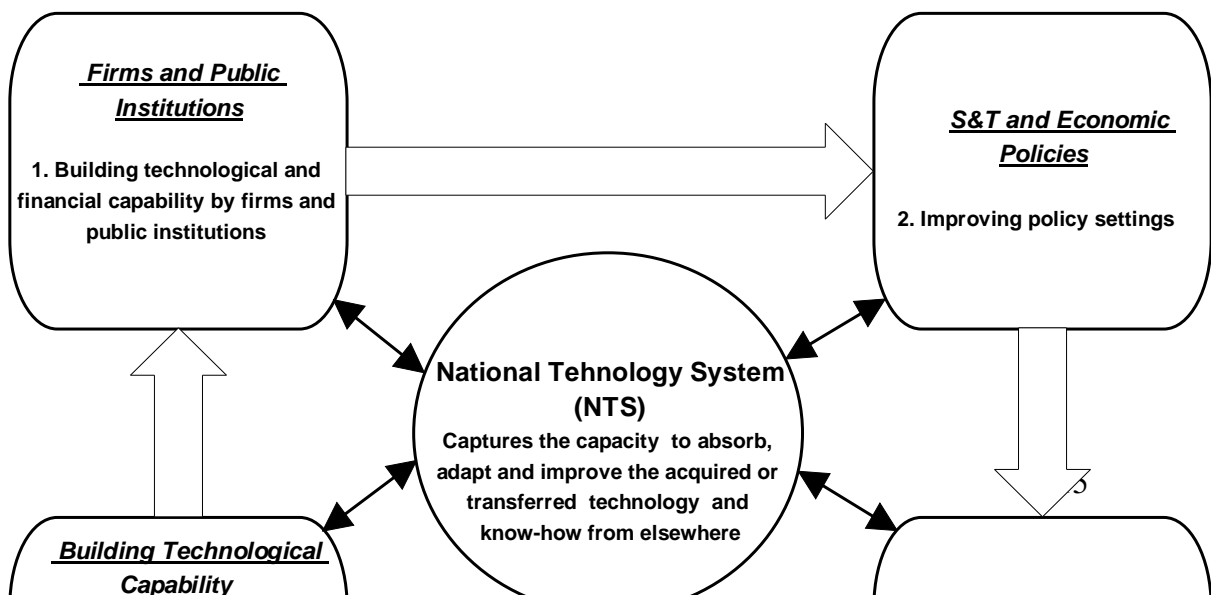 Firms and Public
Institutions
1. Building technological and
financial capability by firms and
public institutions
S&T and Economic
Policies
2. Improving policy settings
National Tehnology System
(NTS)
Captures the capacity to absorb,
adapt and improve the acquired or
transferred technology and
know-how from elsewhere
Building Technological
Capability